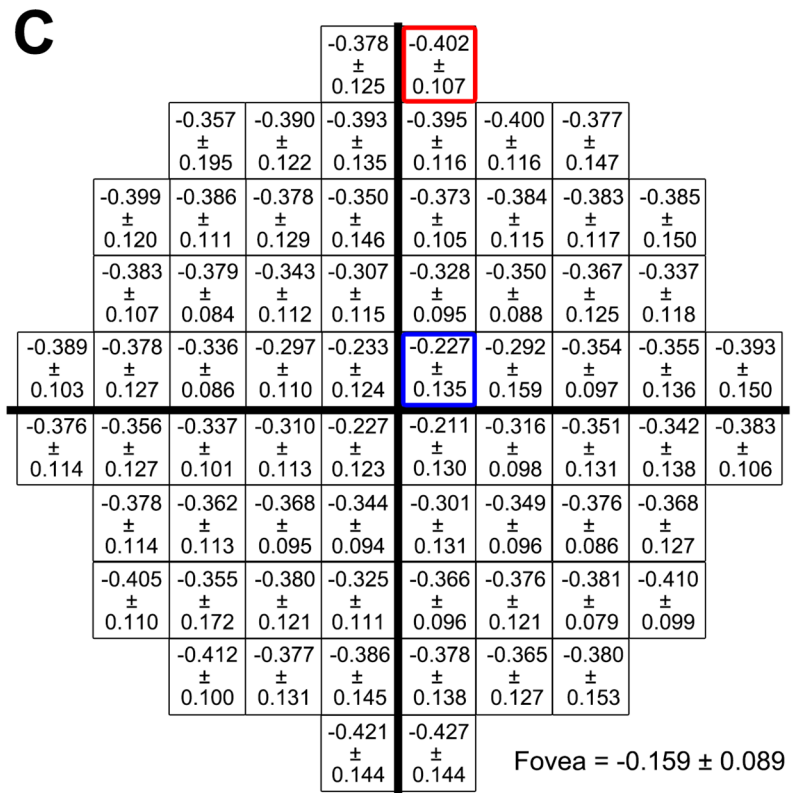 C
-0.378 -0.402
± ±
0.125 0.107
-0.357 -0.390 -0.393 -0.395 -0.400 -0.377
± ± ± ± ± ±
0.195 0.122 0.135 0.116 0.116 0.147
-0.399 -0.386 -0.378 -0.350 -0.373 -0.384 -0.383 -0.385
± ± ± ± ± ± ± ±
0.120 0.111 0.129 0.146 0.105 0.115 0.117 0.150
-0.383 -0.379 -0.343 -0.307 -0.328 -0.350 -0.367 -0.337
± ± ± ± ± ± ± ±
0.107 0.084 0.112 0.115 0.095 0.088 0.125 0.118
-0.389 -0.378 -0.336 -0.297 -0.233 -0.227 -0.292 -0.354 -0.355 -0.393
± ± ± ± ± ± ± ± ± ±
0.103 0.127 0.086 0.110 0.124 0.135 0.159 0.097 0.136 0.150
-0.376 -0.356 -0.337 -0.310 -0.227 -0.211 -0.316 -0.351 -0.342 -0.383
± ± ± ± ± ± ± ± ± ±
0.114 0.127 0.101 0.113 0.123 0.130 0.098 0.131 0.138 0.106
-0.378 -0.362 -0.368 -0.344 -0.301 -0.349 -0.376 -0.368
± ± ± ± ± ± ± ±
0.114 0.113 0.095 0.094 0.131 0.096 0.086 0.127
-0.405 -0.355 -0.380 -0.325 -0.366 -0.376 -0.381 -0.410
± ± ± ± ± ± ± ±
0.110 0.172 0.121 0.111 0.096 0.121 0.079 0.099
-0.412 -0.377 -0.386 -0.378 -0.365 -0.380
± ± ± ± ± ±
0.100 0.131 0.145 0.138 0.127 0.153
-0.421 -0.427
± ±
0.144 0.144
Fovea = -0.159 ± 0.089